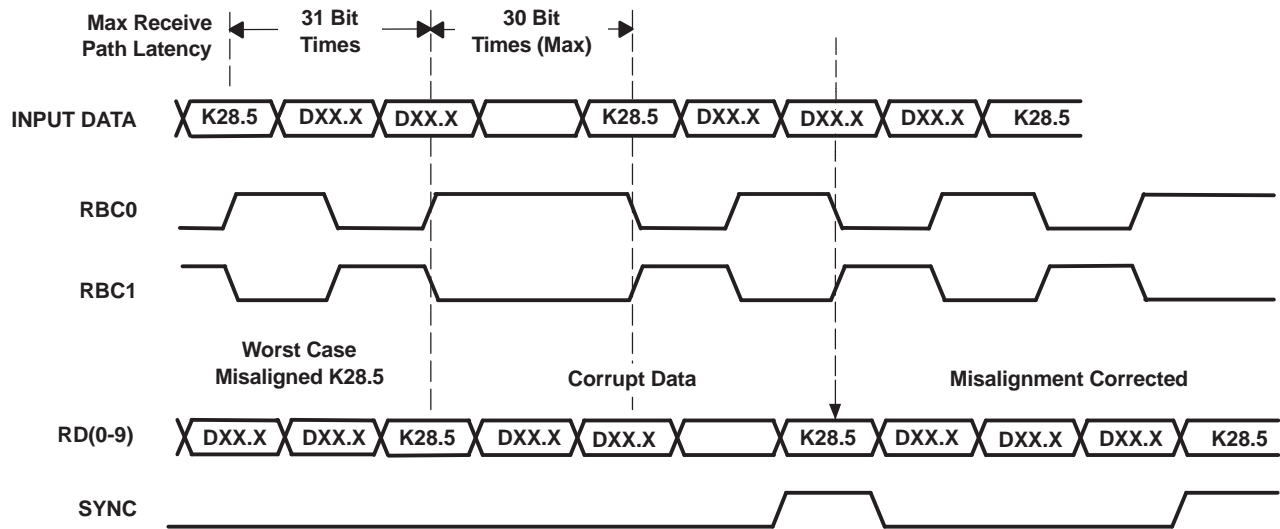 Max Receive
Path Latency
31 Bit
Times
30 Bit
Times (Max)
INPUT DATA
K28.5 DXX.X DXX.X K28.5 DXX.X DXX.X DXX.X K28.5
RBC0
RBC1
Worst Case
Misaligned K28.5
Corrupt Data
Misalignment Corrected
RD(0-9)
DXX.X DXX.X K28.5 DXX.X DXX.X K28.5 DXX.X DXX.X DXX.X K28.5
SYNC